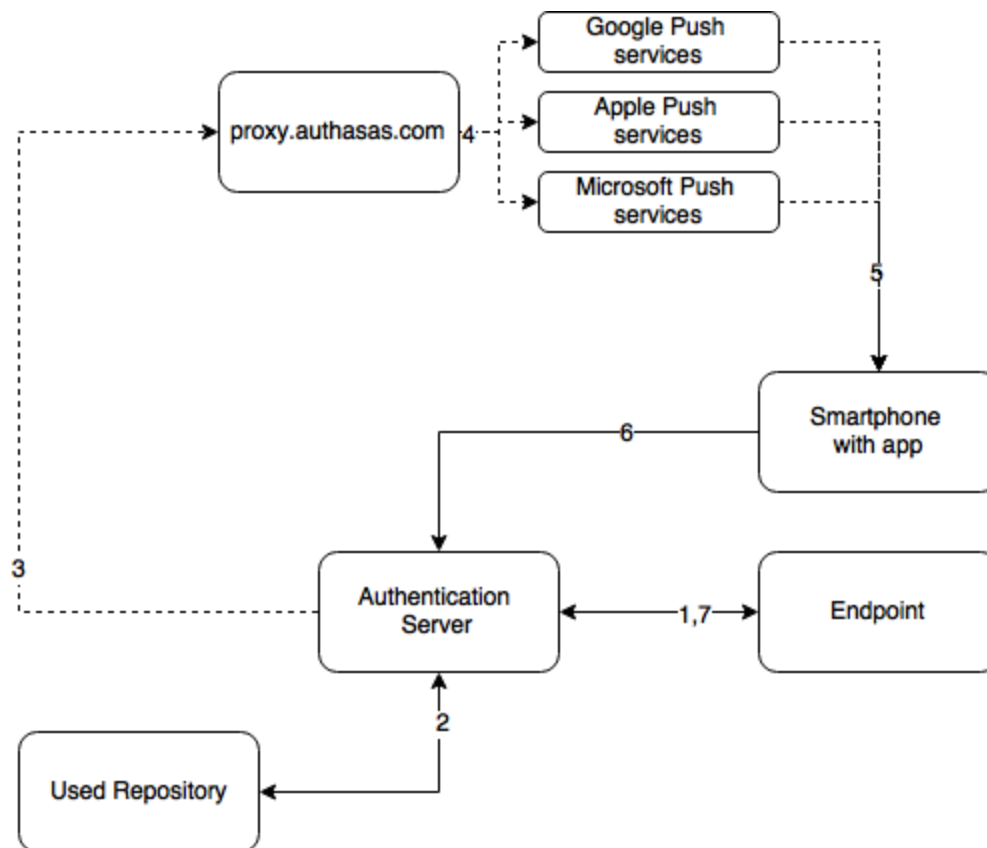 Google Push
services
proxy.authasas.com
4
Apple Push
services
Microsoft Push
services
5
Smartphone
with app
6
3
Authentication
Server
1,7
Endpoint
2
Used Repository